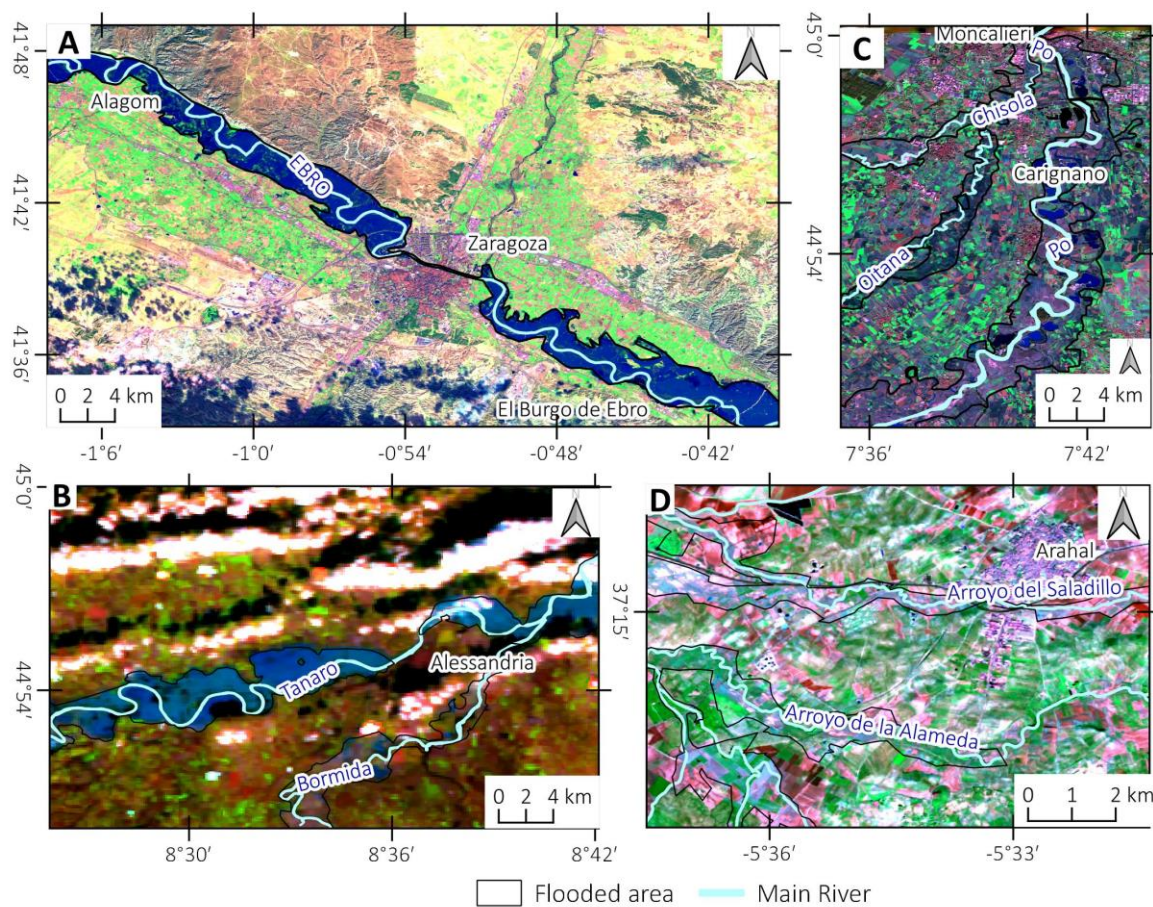 A
41°48′
41°42′
41°36′
Alagom
EBRO
Zaragoza
El Burgo de Ebro
0 2 4 km
-1°6′ -1°0′ -0°54′ -0°48′ -0°42′
C
45°0′
44°54′
Moncalieri
Po
Chisola
Carignano
Oitana
Po
0 2 4 km
7°36′ 7°42′
B
45°0′
44°54′
Tanaro
Alessandria
Bormida
0 2 4 km
8°30′ 8°36′ 8°42′
D
37°15′
Arahal
Arroyo del Saladillo
Arroyo de la Alameda
0 1 2 km
-5°36′ -5°33′
Flooded area Main River